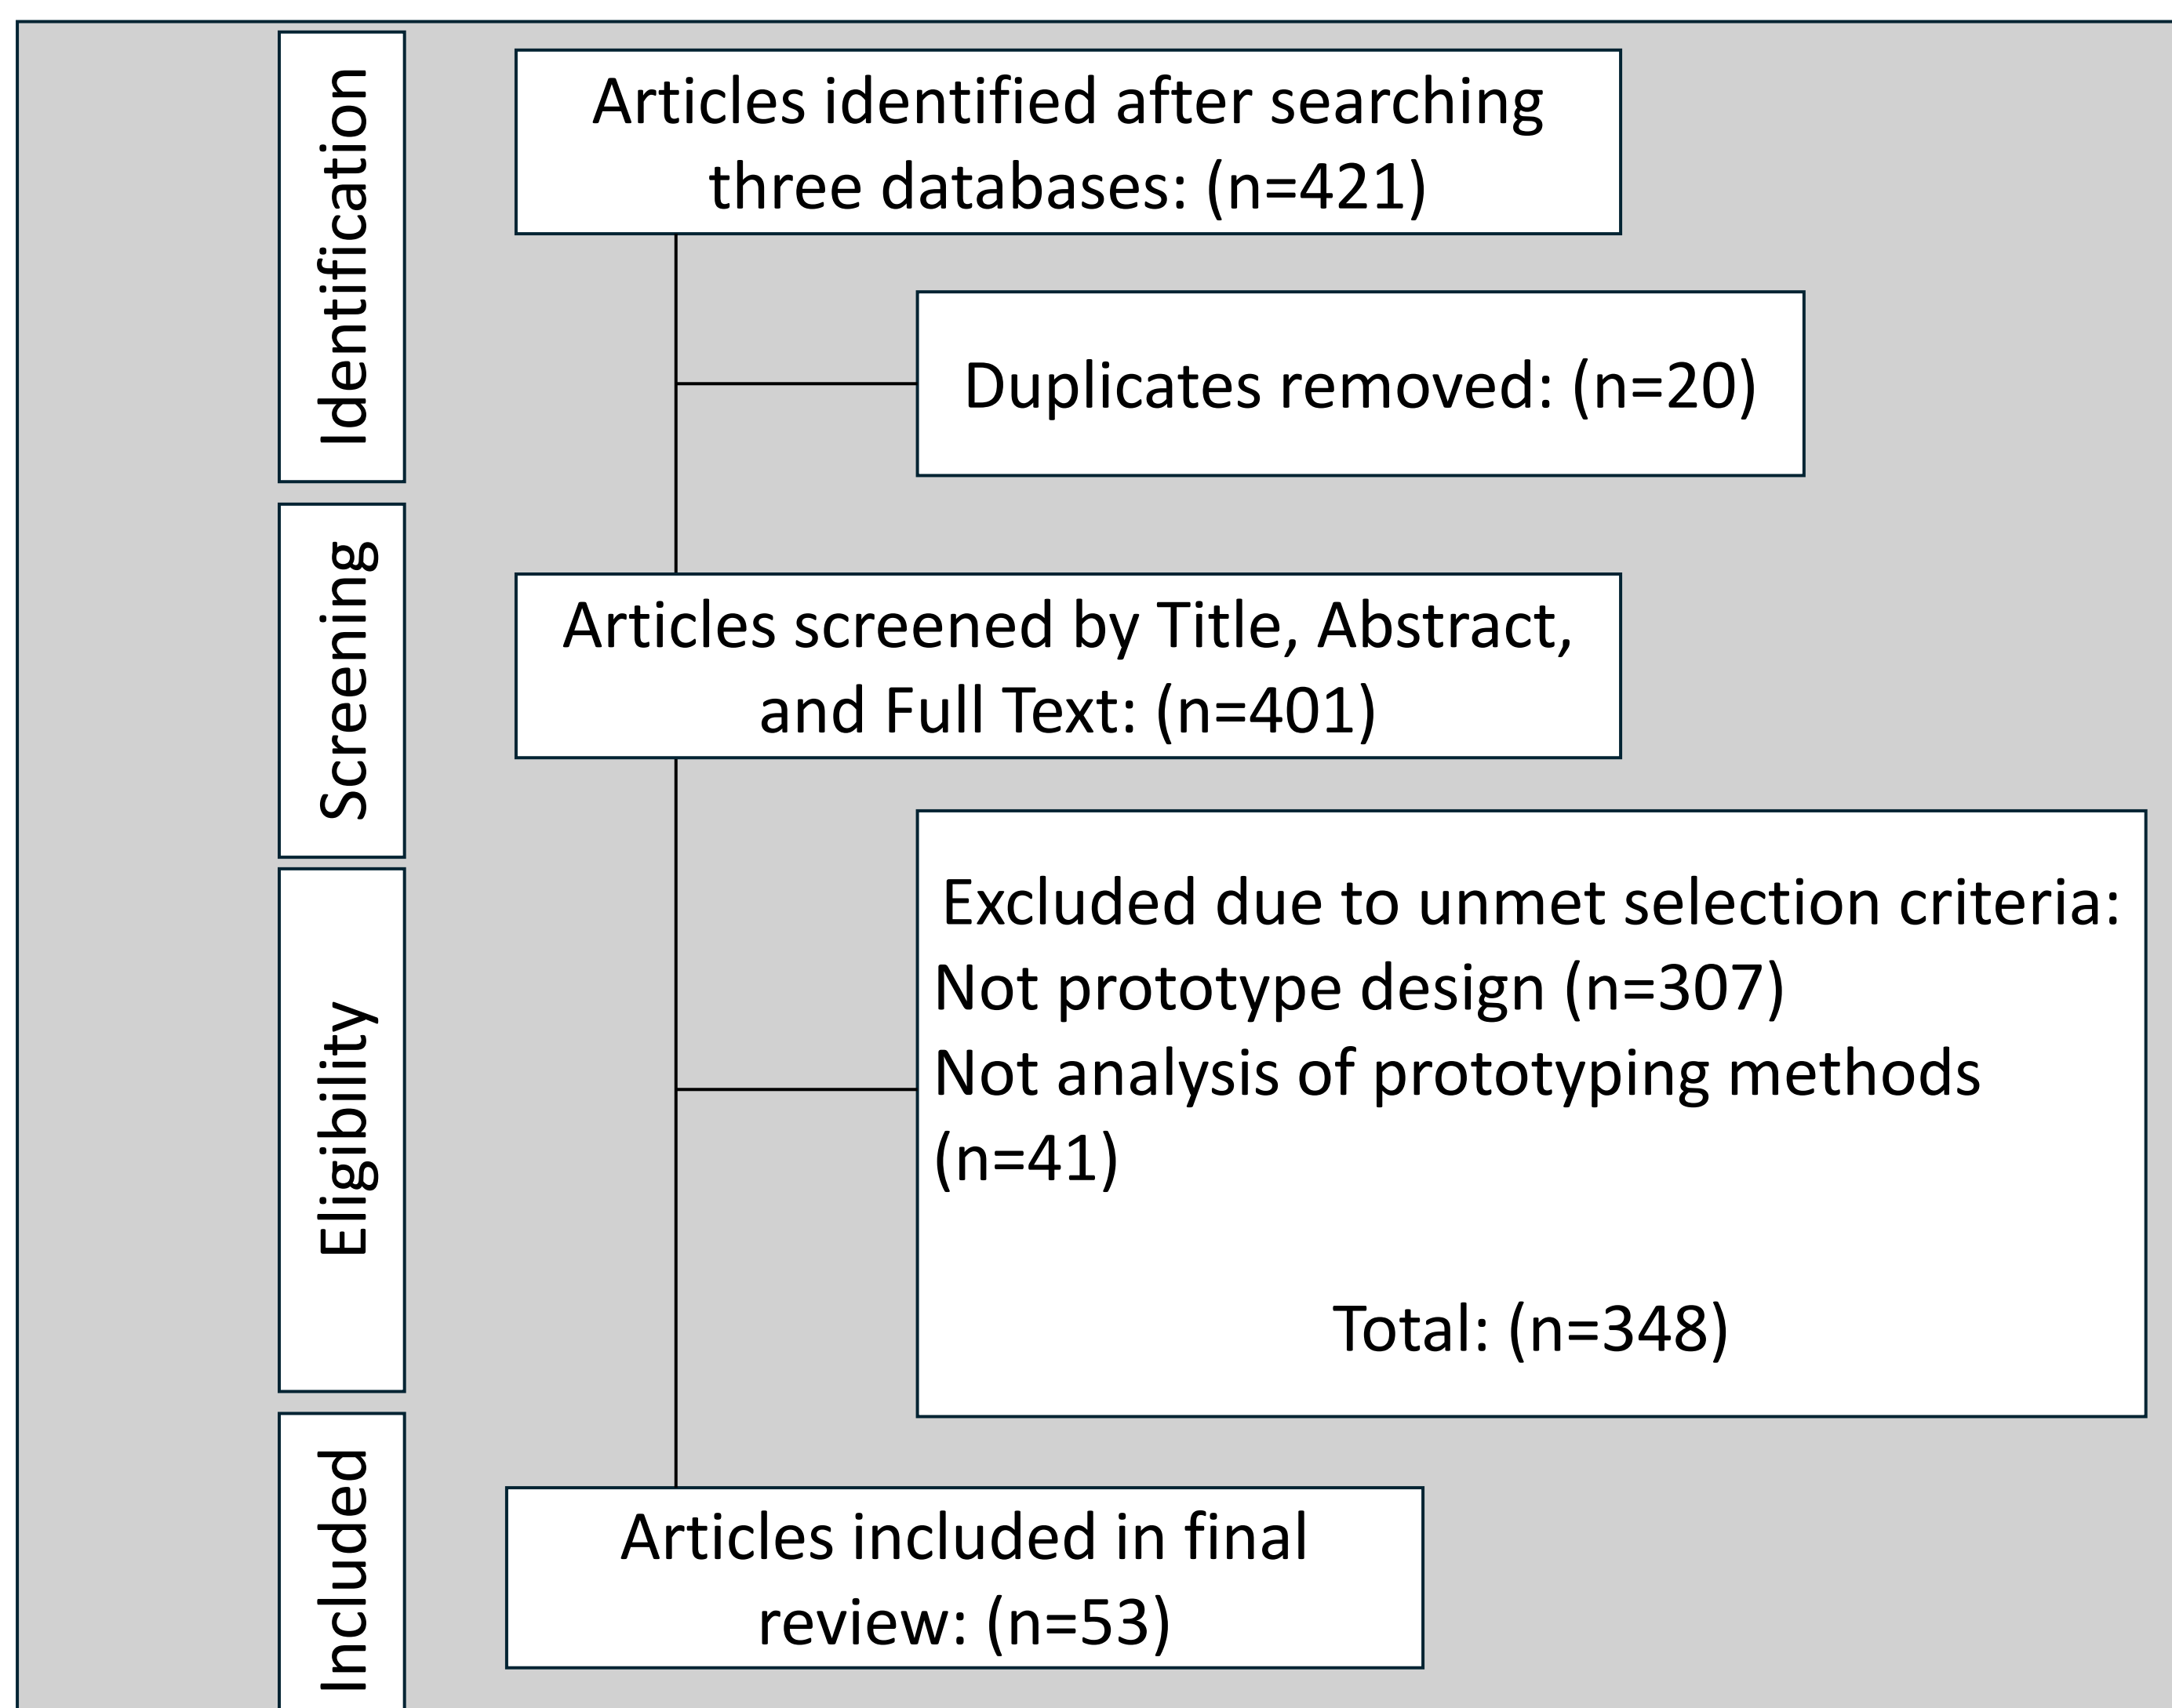 Identification
Articles identified after searching
three databases: (n=421)
Duplicates removed: (n=20)
Screening
Articles screened by Title, Abstract,
and Full Text: (n=401)
Eligibility
Excluded due to unmet selection criteria:
Not prototype design (n=307)
Not analysis of prototyping methods
(n=41)
Total: (n=348)
Included
Articles included in final
review: (n=53)